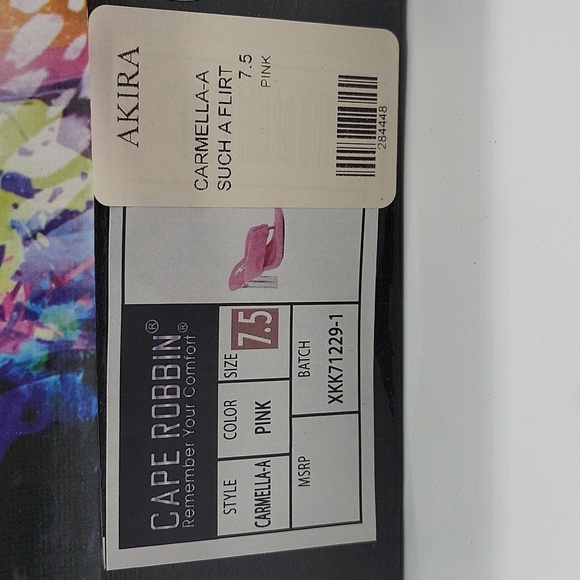 AKIRA
CARMELLA-A
SUCH A FLIRT
7.5
PINK
284448
CAPE ROBBIN®
Remember Your Comfort®
STYLE COLOR SIZE
CARMELLA-A PINK 7.5
MSRP BATCH
XKK71229-1